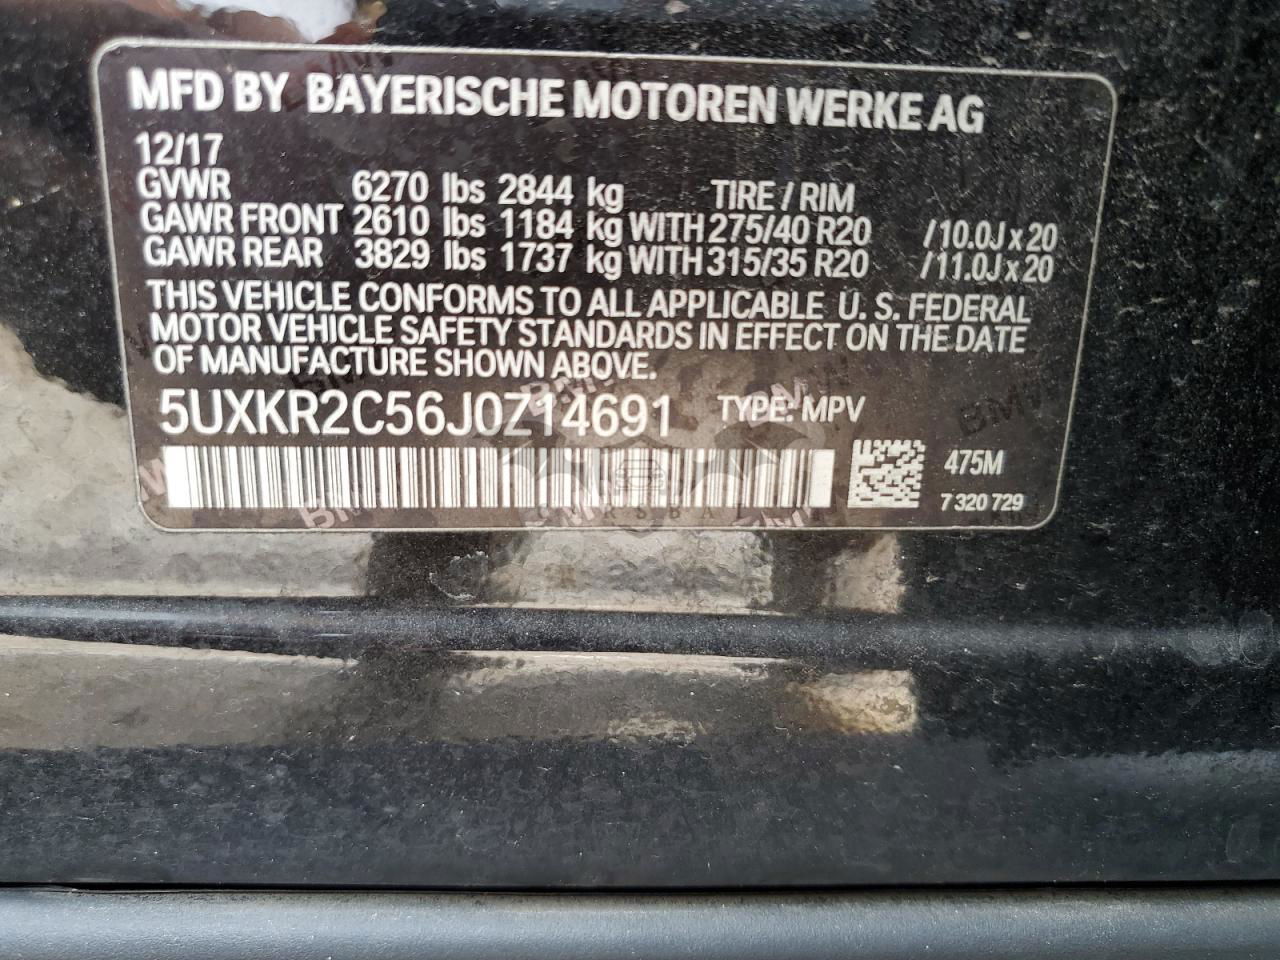 MFD BY BAYERISCHE MOTOREN WERKE AG
12/17
GVWR 6270 lbs 2844 kg TIRE / RIM
GAWR FRONT 2610 lbs 1184 kg WITH 275/40 R20 /10.0J x 20
GAWR REAR 3829 lbs 1737 kg WITH 315/35 R20 /11.0J x 20
THIS VEHICLE CONFORMS TO ALL APPLICABLE U. S. FEDERAL
MOTOR VEHICLE SAFETY STANDARDS IN EFFECT ON THE DATE
OF MANUFACTURE SHOWN ABOVE.
5UXKR2C56J0Z14691 TYPE: MPV
475M
7 320 729